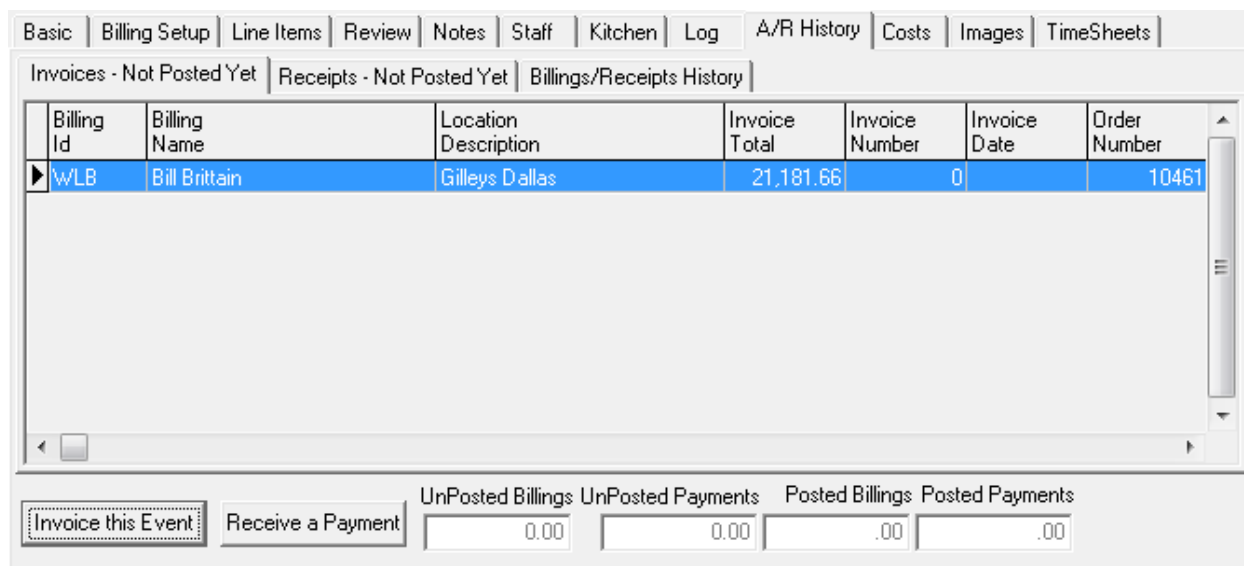 Basic Billing Setup Line Items Review Notes Staff Kitchen Log A/R History Costs Images TimeSheets
Invoices - Not Posted Yet Receipts - Not Posted Yet Billings/Receipts History
Billing Billing Location Invoice Invoice Invoice Order
Id Name Description Total Number Date Number
WLB Bill Brittain Gilleys Dallas 21,181.66 0 10461
UnPosted Billings UnPosted Payments Posted Billings Posted Payments
Invoice this Event Receive a Payment 0.00 0.00 .00 .00